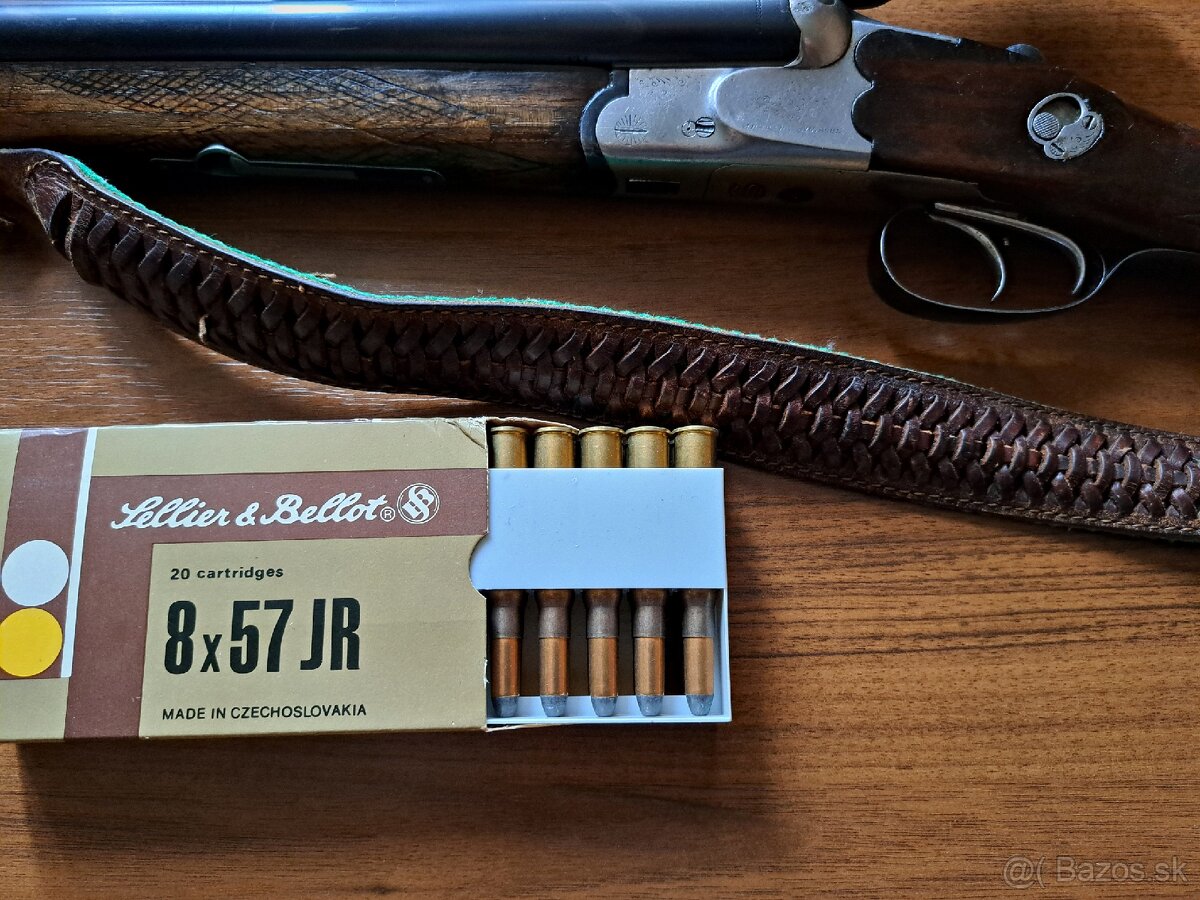 Sellier & Bellot®
20 cartridges
8x57 JR
MADE IN CZECHOSLOVAKIA
@( Bazos.sk